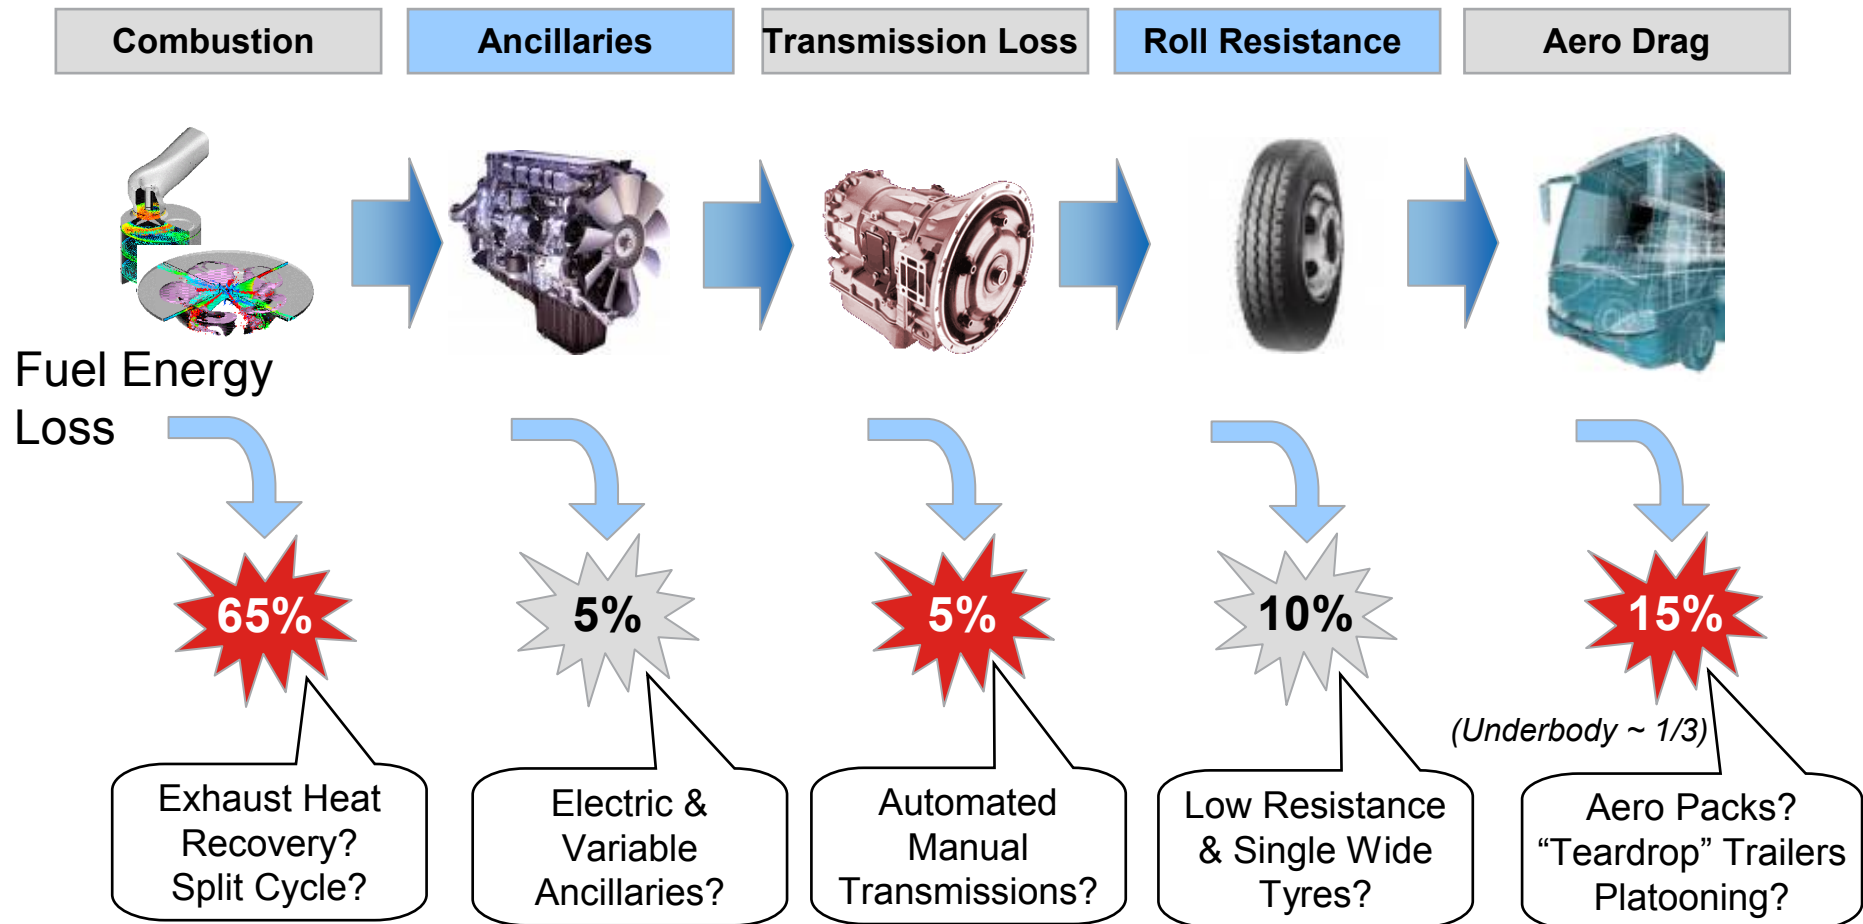 Combustion
Ancillaries
Transmission Loss
Roll Resistance
Aero Drag
Fuel Energy
Loss
65%
5%
5%
10%
15%
(Underbody ~ 1/3)
Exhaust Heat
Recovery?
Split Cycle?
Electric &
Variable
Ancillaries?
Automated
Manual
Transmissions?
Low Resistance
& Single Wide
Tyres?
Aero Packs?
“Teardrop” Trailers
Platooning?